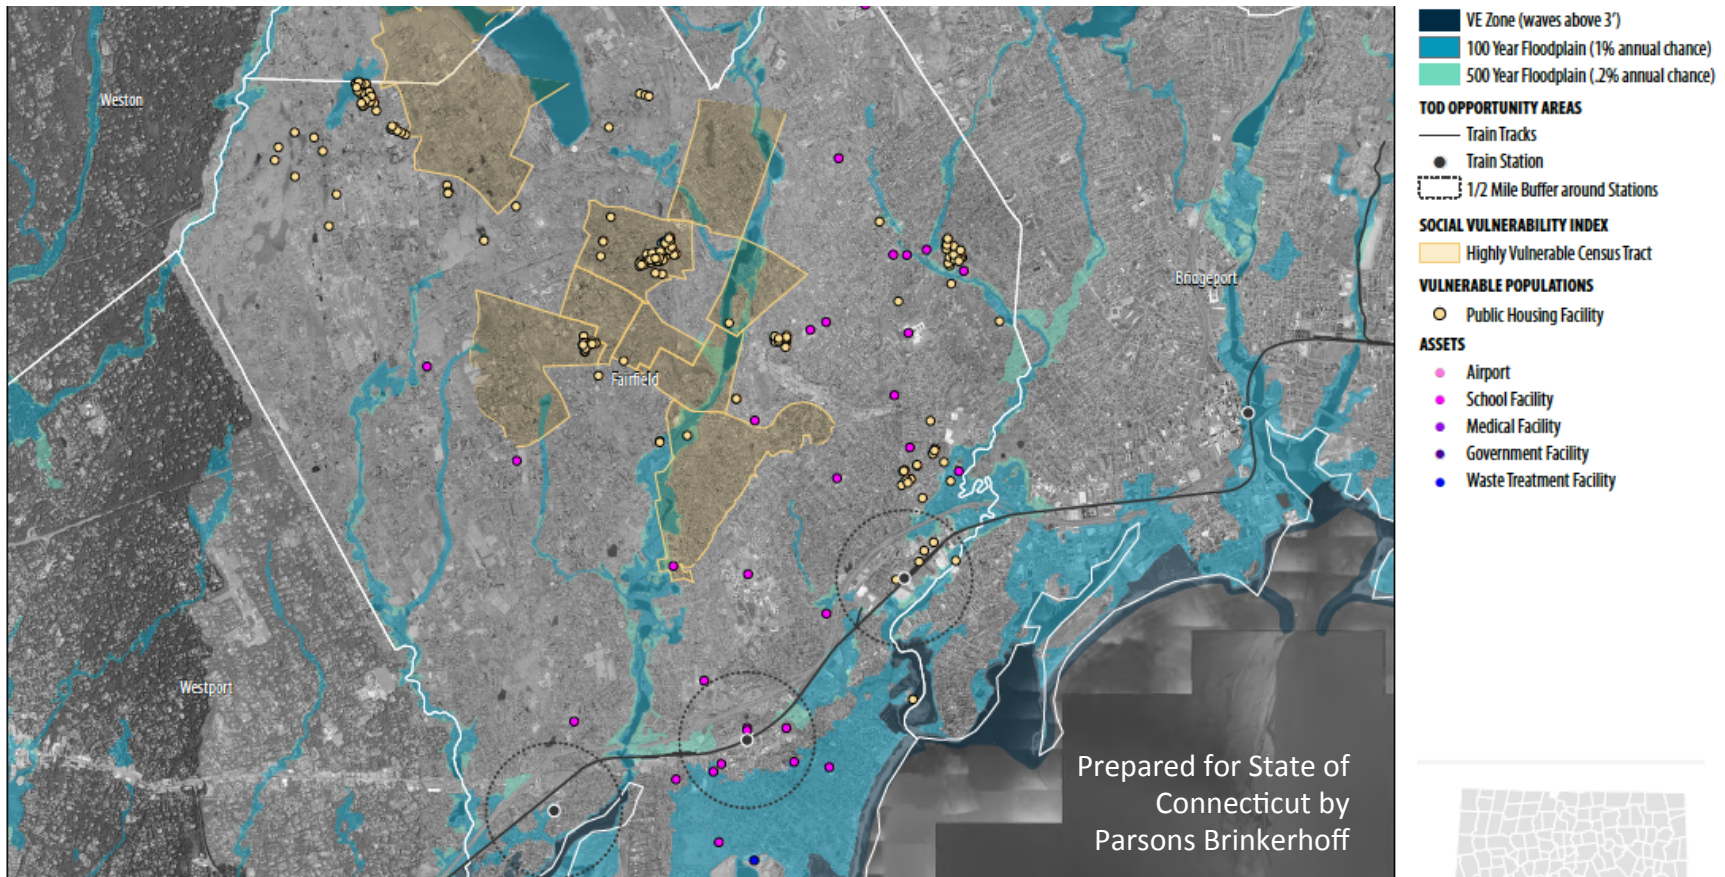 Weston
Bridgeport
Fairfield
Westport
Prepared for State of
Connecticut by
Parsons Brinkerhoff
VE Zone (waves above 3')
100 Year Floodplain (1% annual chance)
500 Year Floodplain (.2% annual chance)
TOD OPPORTUNITY AREAS
Train Tracks
Train Station
1/2 Mile Buffer around Stations
SOCIAL VULNERABILITY INDEX
Highly Vulnerable Census Tract
VULNERABLE POPULATIONS
Public Housing Facility
ASSETS
Airport
School Facility
Medical Facility
Government Facility
Waste Treatment Facility